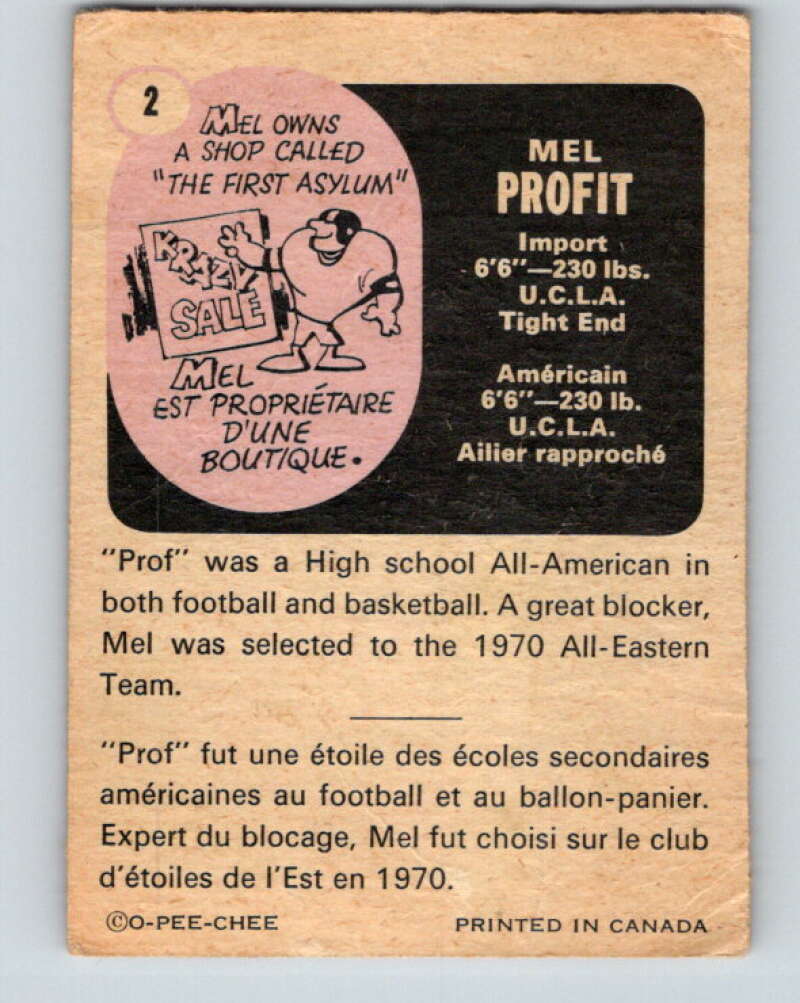 2
MEL OWNS
A SHOP CALLED
"THE FIRST ASYLUM"
KRAZY
SALE
MEL
EST PROPRIÉTAIRE
D'UNE
BOUTIQUE.
MEL
PROFIT
Import
6'6"—230 lbs.
U.C.L.A.
Tight End
Américain
6'6"—230 lb.
U.C.L.A.
Ailier rapproché
"Prof" was a High school All-American in
both football and basketball. A great blocker,
Mel was selected to the 1970 All-Eastern
Team.
"Prof" fut une étoile des écoles secondaires
américaines au football et au ballon-panier.
Expert du blocage, Mel fut choisi sur le club
d'étoiles de l'Est en 1970.
©O-PEE-CHEE
PRINTED IN CANADA